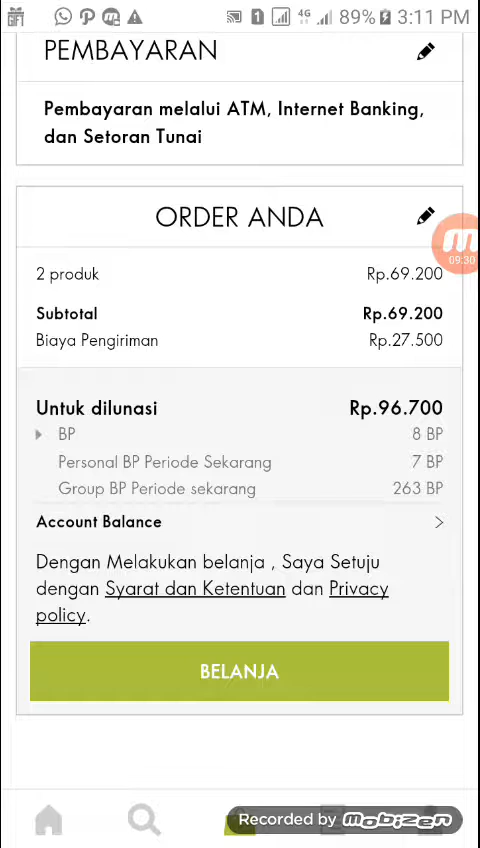 GIFT
1
4G
89%
3:11 PM
PEMBAYARAN
Pembayaran melalui ATM, Internet Banking,
dan Setoran Tunai
ORDER ANDA
09:30
2 produk Rp.69.200
Subtotal Rp.69.200
Biaya Pengiriman Rp.27.500
Untuk dilunasi Rp.96.700
BP 8 BP
Personal BP Periode Sekarang 7 BP
Group BP Periode sekarang 263 BP
Account Balance
Dengan Melakukan belanja , Saya Setuju
dengan Syarat dan Ketentuan dan Privacy
policy.
BELANJA
Recorded by Mobizen